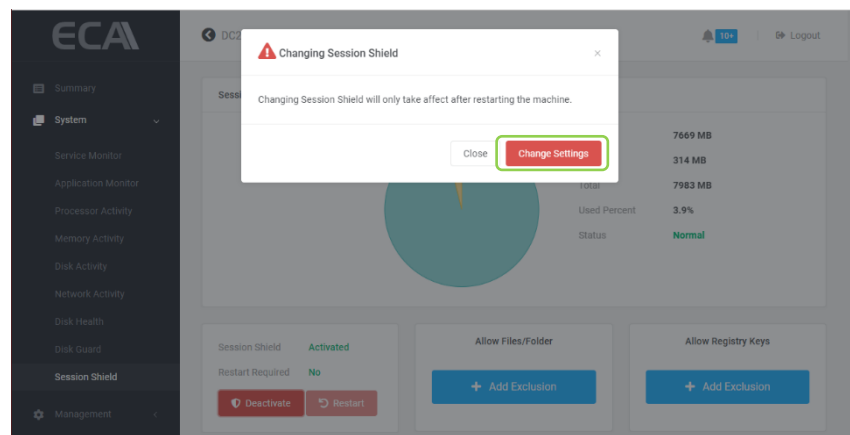 ECA
DC2
10+
Logout
Changing Session Shield
×
Changing Session Shield will only take affect after restarting the machine.
Close
Change Settings
Summary
System
Service Monitor
Application Monitor
Processor Activity
Memory Activity
Disk Activity
Network Activity
Disk Health
Disk Guard
Session Shield
Management
Sessi
7669 MB
314 MB
Total 7983 MB
Used Percent 3.9%
Status Normal
Session Shield Activated
Restart Required No
Deactivate
Restart
Allow Files/Folder
+ Add Exclusion
Allow Registry Keys
+ Add Exclusion